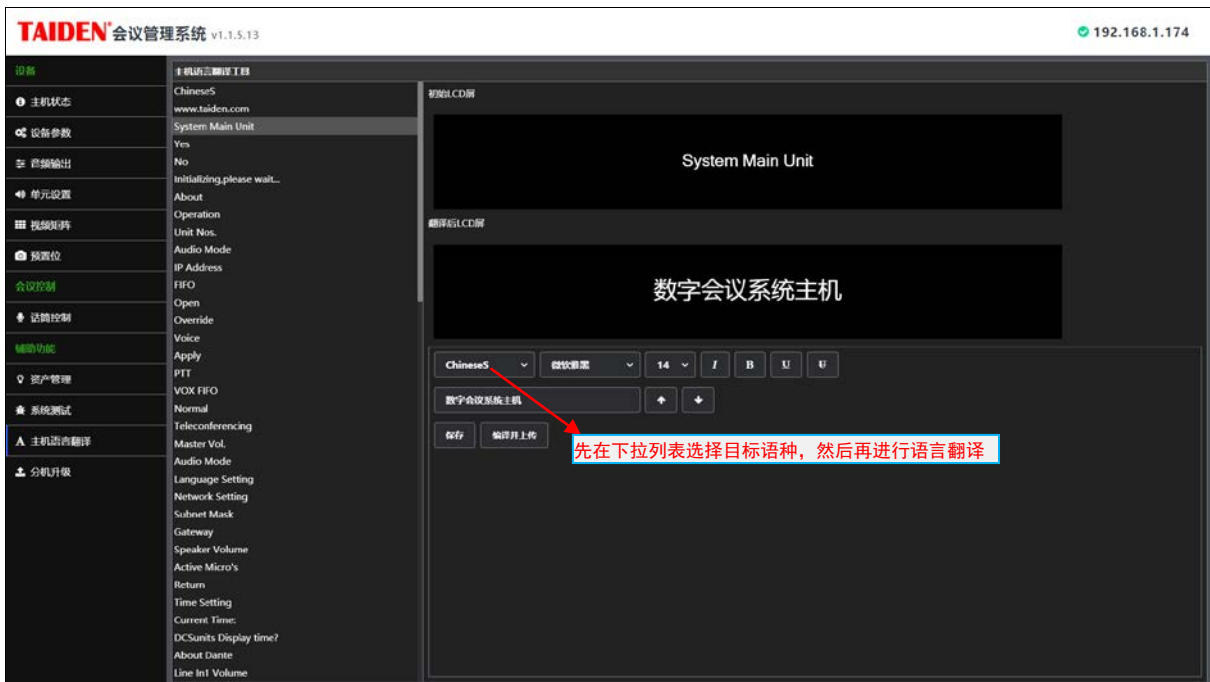 TAIDEN® 会议管理系统 v1.1.5.13
192.168.1.174
设备
主机状态
设备参数
音频输出
单元设置
视频矩阵
预置位
会议控制
话筒控制
辅助功能
资产管理
系统测试
A 主机语言翻译
分机升级
主机语言翻译工具
ChineseS
www.taiden.com
System Main Unit
Yes
No
Initializing,please wait...
About
Operation
Unit Nos.
Audio Mode
IP Address
FIFO
Open
Override
Voice
Apply
PTT
VOX FIFO
Normal
Teleconferencing
Master Vol.
Audio Mode
Language Setting
Network Setting
Subnet Mask
Gateway
Speaker Volume
Active Micro's
Return
Time Setting
Current Time:
DCSunits Display time?
About Dante
Line In1 Volume
初始LCD屏
System Main Unit
翻译后LCD屏
数字会议系统主机
ChineseS 微软雅黑 14 I B U U
数字会议系统主机
保存 编译并上传
先在下拉列表选择目标语种，然后再进行语言翻译